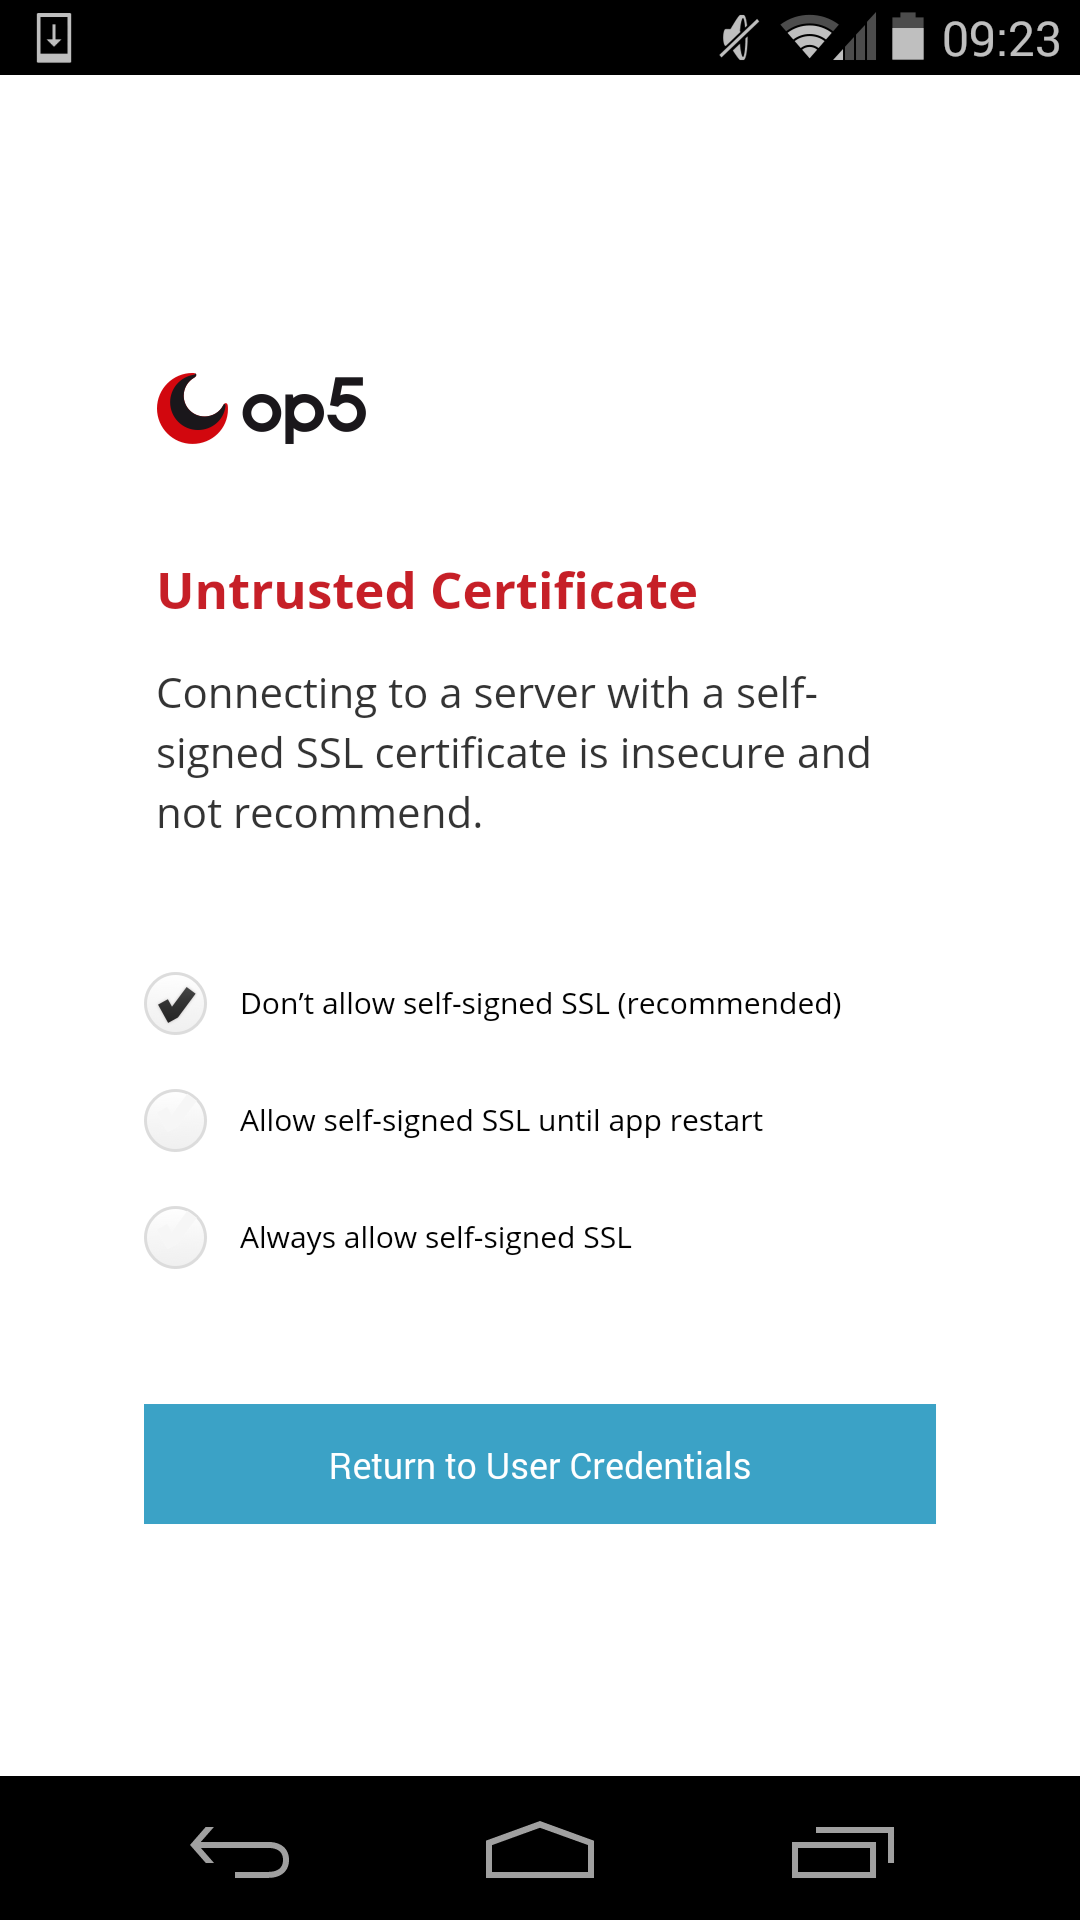 09:23
op5
Untrusted Certificate
Connecting to a server with a self-
signed SSL certificate is insecure and
not recommend.
Don’t allow self-signed SSL (recommended)
Allow self-signed SSL until app restart
Always allow self-signed SSL
Return to User Credentials